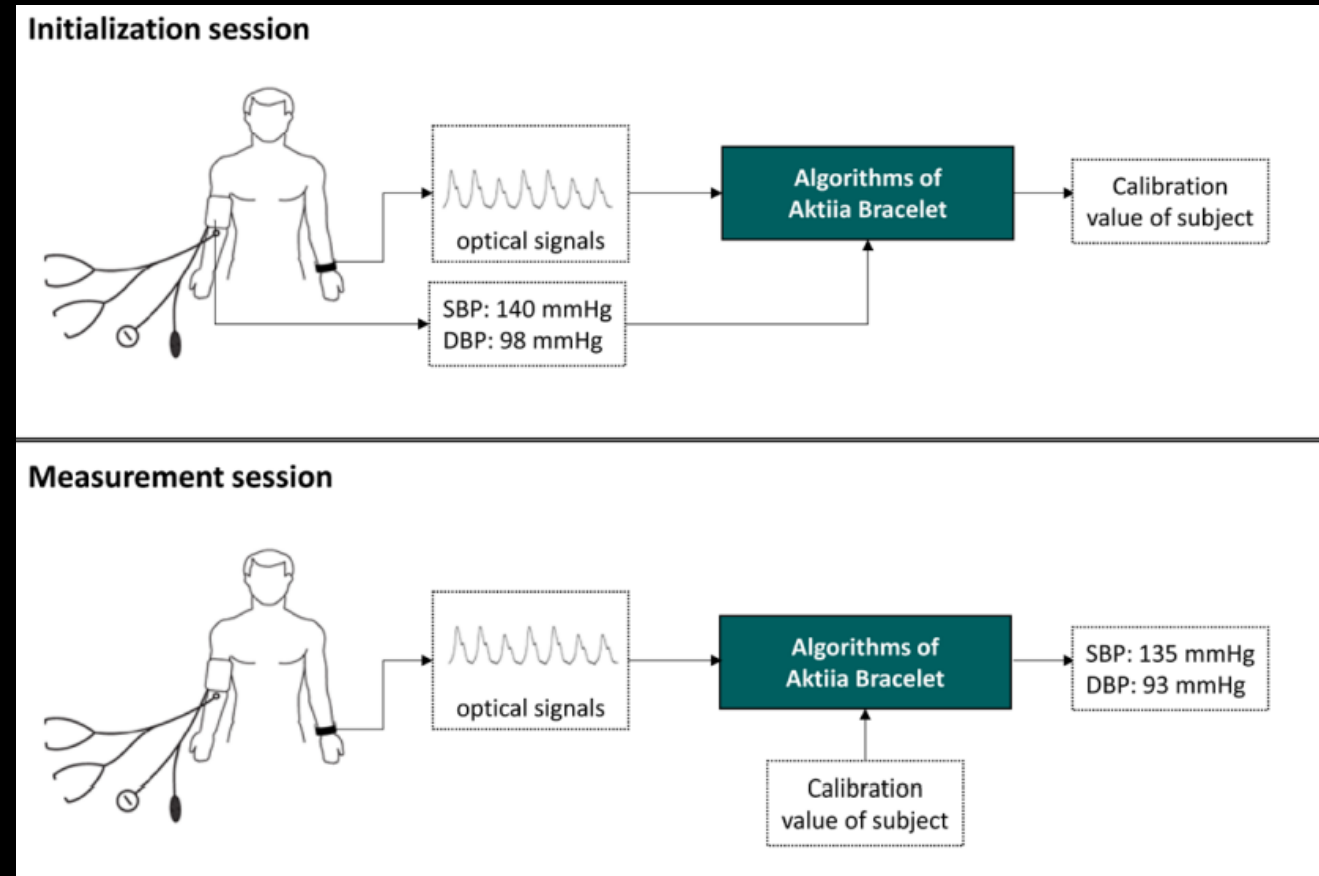 Initialization session
optical signals
SBP: 140 mmHg
DBP: 98 mmHg
Algorithms of
Aktiia Bracelet
Calibration
value of subject
Measurement session
optical signals
Algorithms of
Aktiia Bracelet
Calibration
value of subject
SBP: 135 mmHg
DBP: 93 mmHg